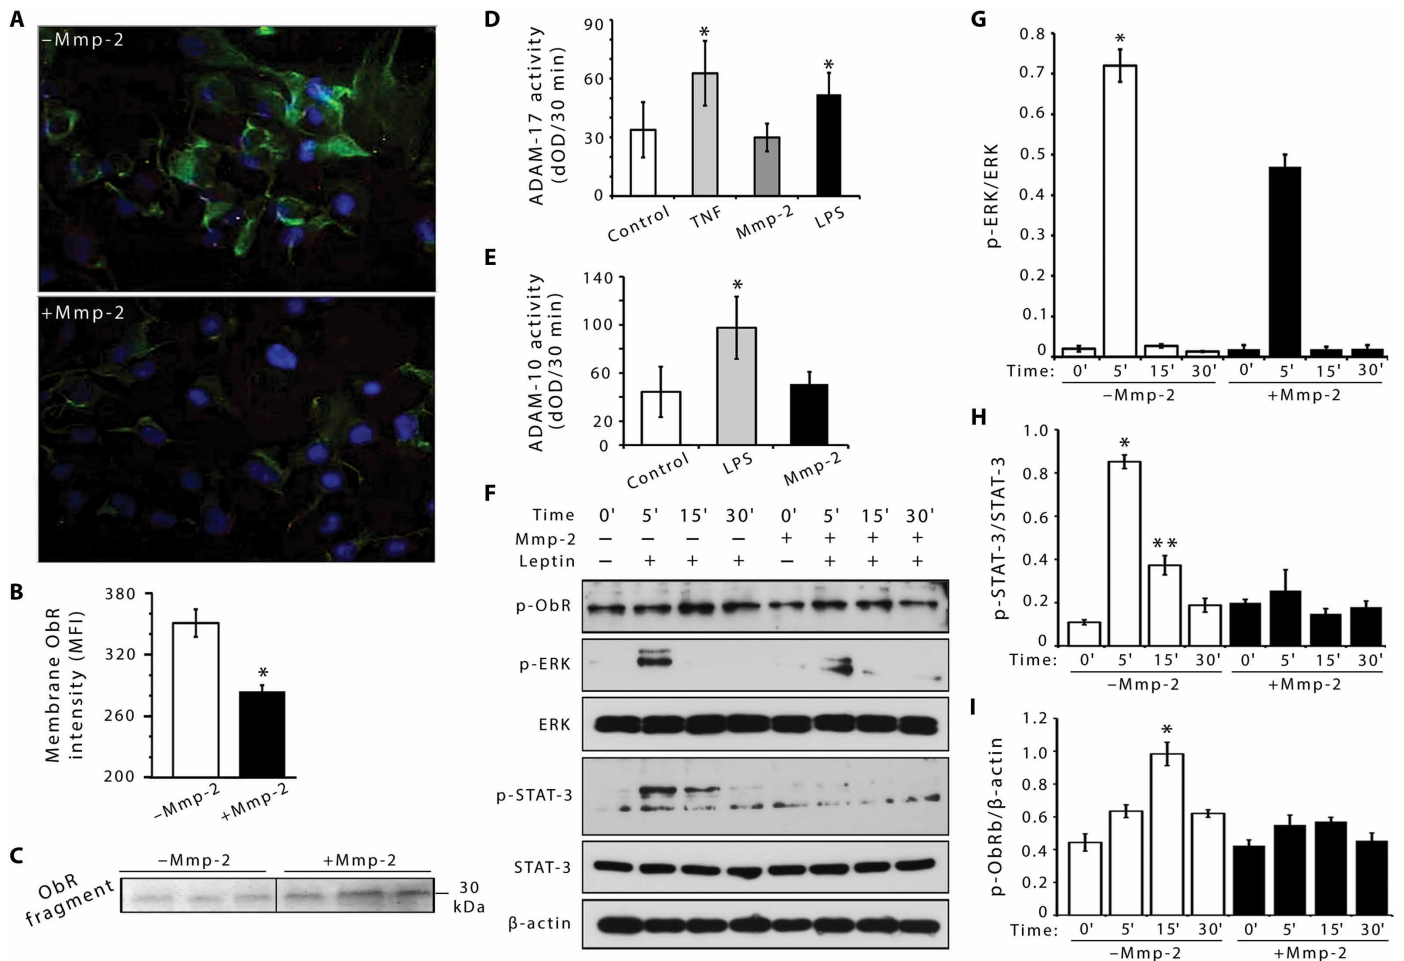 A
–Mmp-2
+Mmp-2
B
Membrane ObR
intensity (MFI)
380
320
260
200
*
–Mmp-2
+Mmp-2
C
–Mmp-2
+Mmp-2
ObR
fragment
30
kDa
D
ADAM-17 activity
(dOD/30 min)
90
60
30
0
*
*
Control
TNF
Mmp-2
LPS
E
ADAM-10 activity
(dOD/30 min)
140
100
60
20
0
*
Control
LPS
Mmp-2
F
Time 0' 5' 15' 30' 0' 5' 15' 30'
Mmp-2 – – – – + + + +
Leptin – + + + – + + +
p-ObR
p-ERK
ERK
p-STAT-3
STAT-3
β-actin
G
p-ERK/ERK
0.8
0.7
0.6
0.5
0.4
0.3
0.2
0.1
0
*
Time: 0' 5' 15' 30' 0' 5' 15' 30'
–Mmp-2
+Mmp-2
H
p-STAT-3/STAT-3
1.0
0.8
0.6
0.4
0.2
0
*
**
Time: 0' 5' 15' 30' 0' 5' 15' 30'
–Mmp-2
+Mmp-2
I
p-ObRb/β-actin
1.2
1.0
0.8
0.6
0.4
0.2
0
*
Time: 0' 5' 15' 30' 0' 5' 15' 30'
–Mmp-2
+Mmp-2